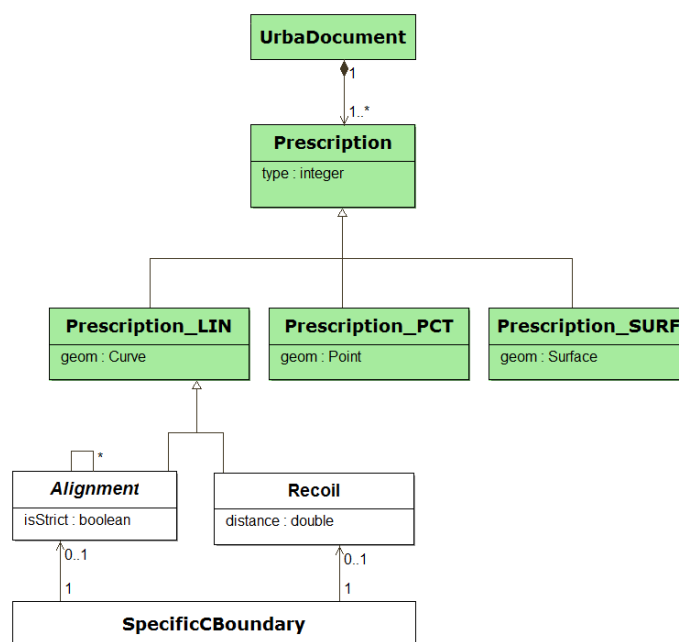 UrbaDocument
1
1..*
Prescription
type : integer
Prescription_LIN
geom : Curve
Prescription_PCT
geom : Point
Prescription_SURF
geom : Surface
*
Alignment
isStrict : boolean
Recoil
distance : double
0..1
0..1
1
1
SpecificCBoundary